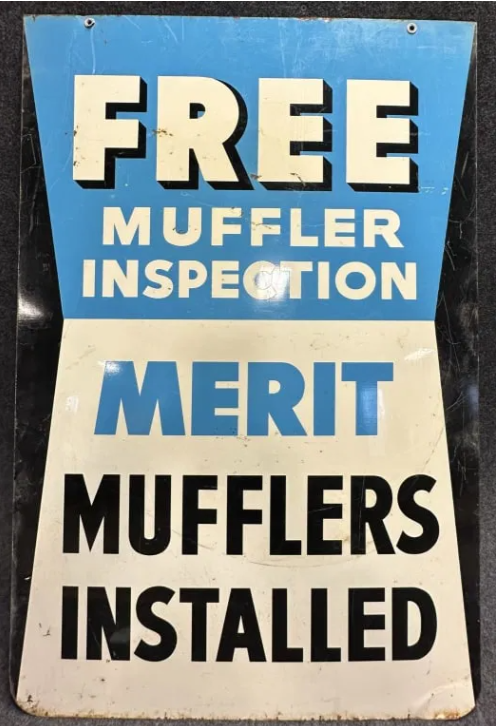 FREE
MUFFLER
INSPECTION
MERIT
MUFFLERS
INSTALLED